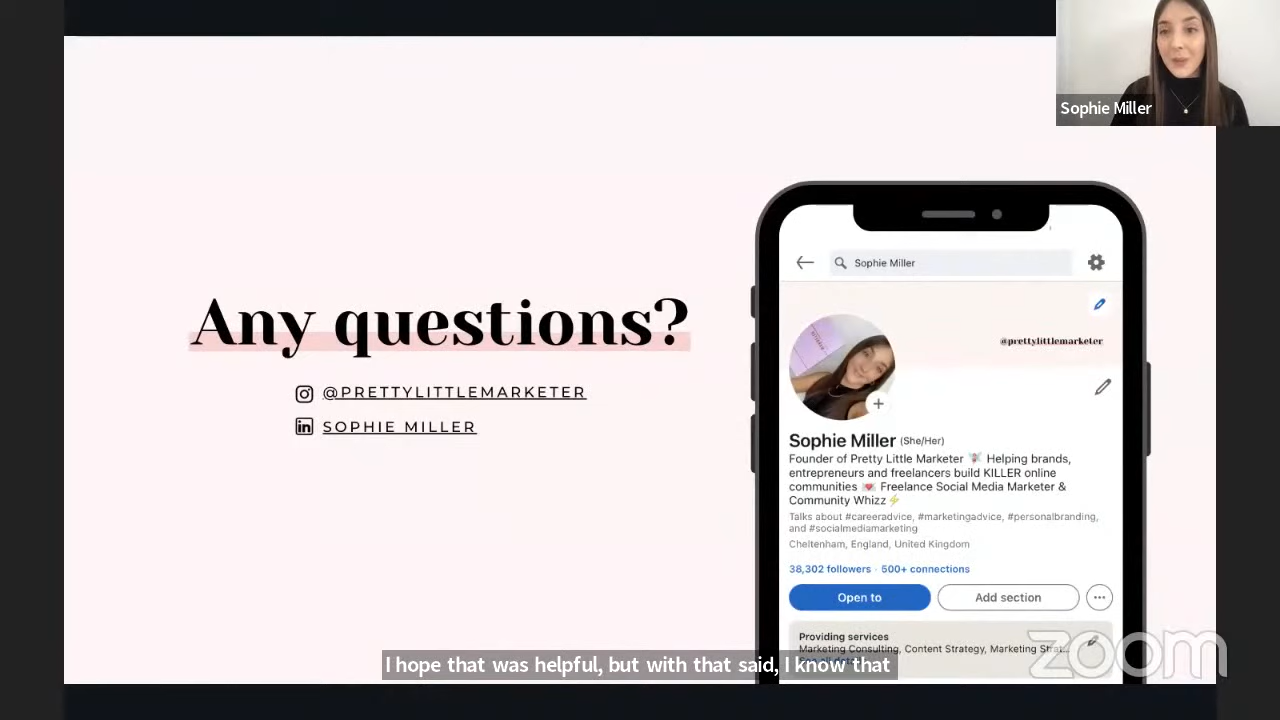 Sophie Miller
Any questions?
@PRETTYLITTLEMARKETER
in SOPHIE MILLER
Sophie Miller
@prettylittlemarketer
Sophie Miller (She/Her)
Founder of Pretty Little Marketer 💘 Helping brands,
entrepreneurs and freelancers build KILLER online
communities 💌 Freelance Social Media Marketer &
Community Whizz⚡
Talks about #careeradvice, #marketingadvice, #personalbranding,
and #socialmediamarketing
Cheltenham, England, United Kingdom
38,302 followers · 500+ connections
Open to
Add section
Providing services
Marketing Consulting, Content Strategy, Marketing Strat...
I hope that was helpful, but with that said, I know that
zoom